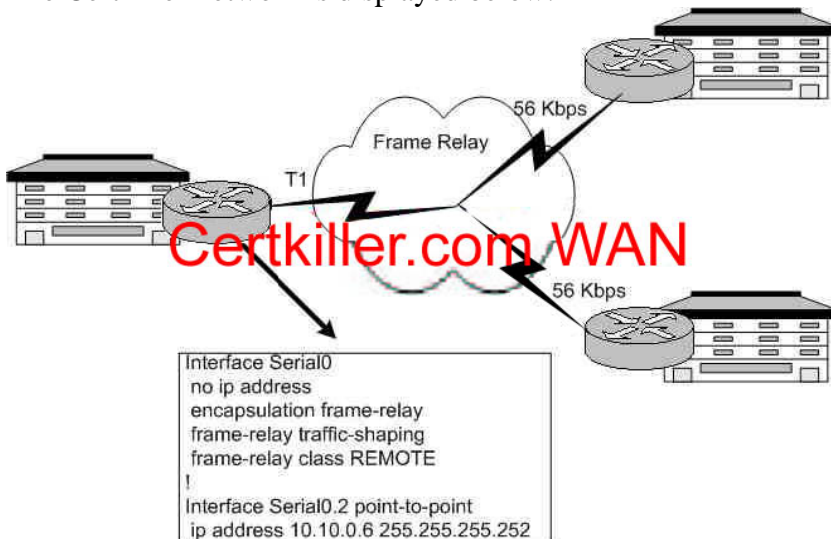 56 Kbps
Frame Relay
T1
Certkiller.com WAN
56 Kbps
Interface Serial0
no ip address
encapsulation frame-relay
frame-relay traffic-shaping
frame-relay class REMOTE
!
Interface Serial0.2 point-to-point
ip address 10.10.0.6 255.255.255.252